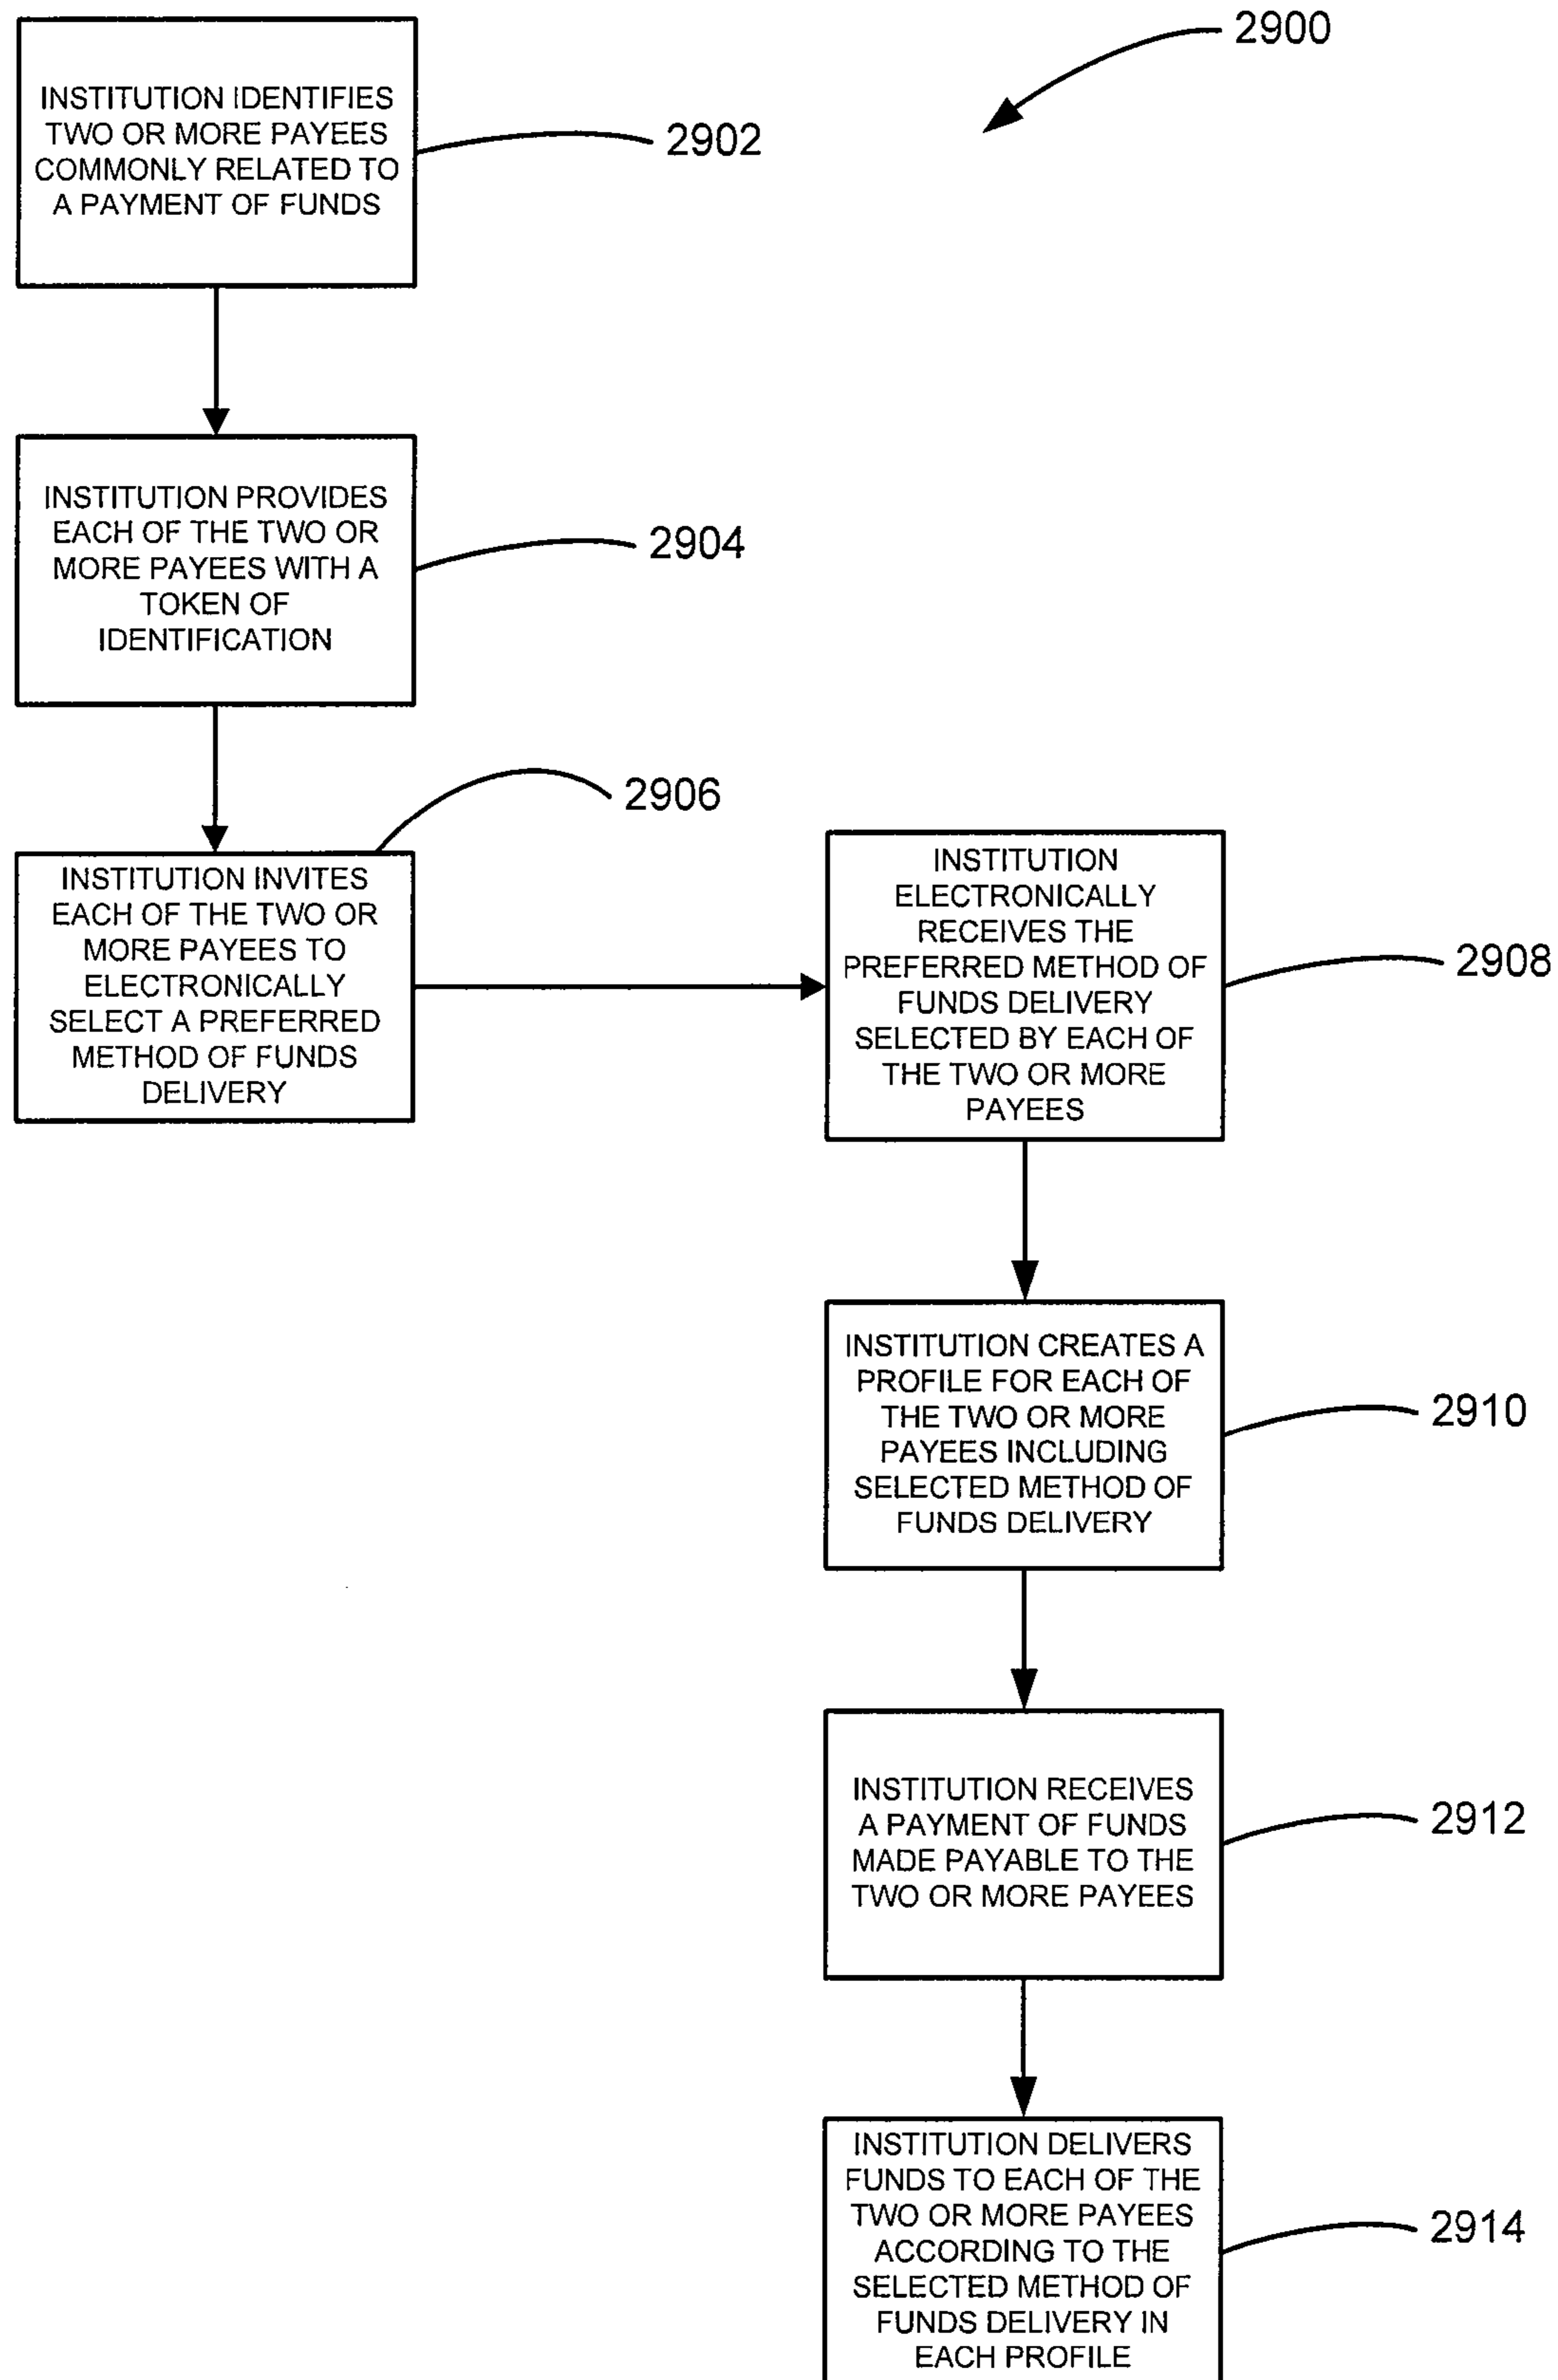 2900
INSTITUTION IDENTIFIES
TWO OR MORE PAYEES
COMMONLY RELATED TO
A PAYMENT OF FUNDS
2902
INSTITUTION PROVIDES
EACH OF THE TWO OR
MORE PAYEES WITH A
TOKEN OF
IDENTIFICATION
2904
INSTITUTION INVITES
EACH OF THE TWO OR
MORE PAYEES TO
ELECTRONICALLY
SELECT A PREFERRED
METHOD OF FUNDS
DELIVERY
2906
INSTITUTION
ELECTRONICALLY
RECEIVES THE
PREFERRED METHOD OF
FUNDS DELIVERY
SELECTED BY EACH OF
THE TWO OR MORE
PAYEES
2908
INSTITUTION CREATES A
PROFILE FOR EACH OF
THE TWO OR MORE
PAYEES INCLUDING
SELECTED METHOD OF
FUNDS DELIVERY
2910
INSTITUTION RECEIVES
A PAYMENT OF FUNDS
MADE PAYABLE TO THE
TWO OR MORE PAYEES
2912
INSTITUTION DELIVERS
FUNDS TO EACH OF THE
TWO OR MORE PAYEES
ACCORDING TO THE
SELECTED METHOD OF
FUNDS DELIVERY IN
EACH PROFILE
2914